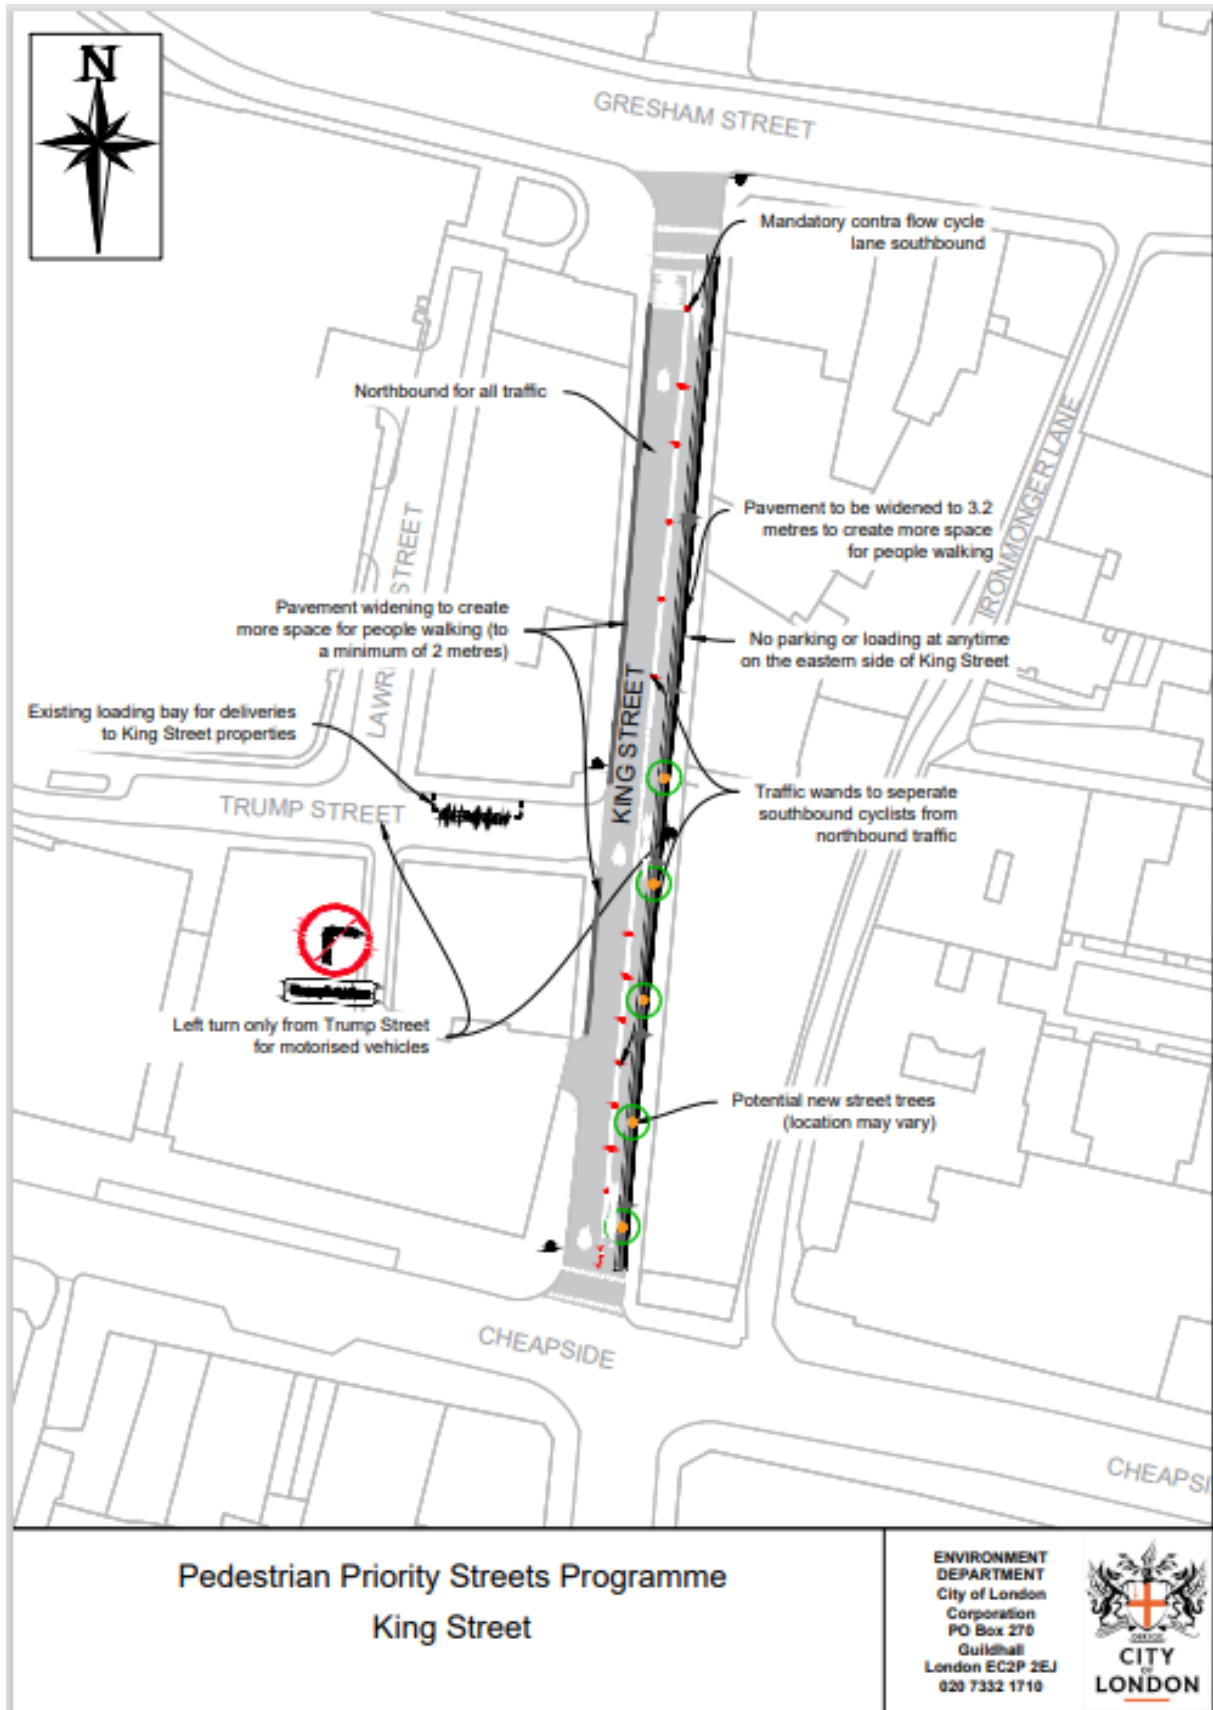 N
GRESHAM STREET
Mandatory contra flow cycle
lane southbound
Northbound for all traffic
IRONMONGER LANE
Pavement to be widened to 3.2
metres to create more space
for people walking
STREET
Pavement widening to create
more space for people walking (to
a minimum of 2 metres)
No parking or loading at anytime
on the eastern side of King Street
LAWR
KING STREET
Existing loading bay for deliveries
to King Street properties
TRUMP STREET
Traffic wands to seperate
southbound cyclists from
northbound traffic
Left turn only from Trump Street
for motorised vehicles
Potential new street trees
(location may vary)
CHEAPSIDE
CHEAPSI
Pedestrian Priority Streets Programme
King Street
ENVIRONMENT
DEPARTMENT
City of London
Corporation
PO Box 270
Guildhall
London EC2P 2EJ
020 7332 1710
CITY
OF
LONDON